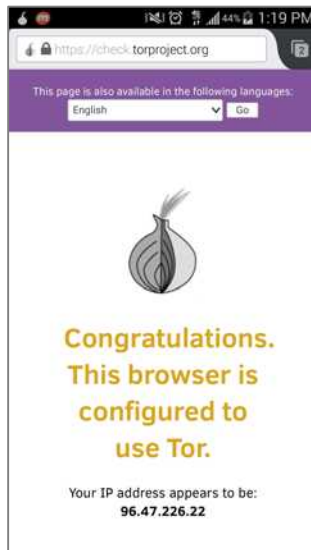 44% 1:19 PM
https://check.torproject.org
2
This page is also available in the following languages:
English Go
Congratulations.
This browser is
configured to
use Tor.
Your IP address appears to be:
96.47.226.22